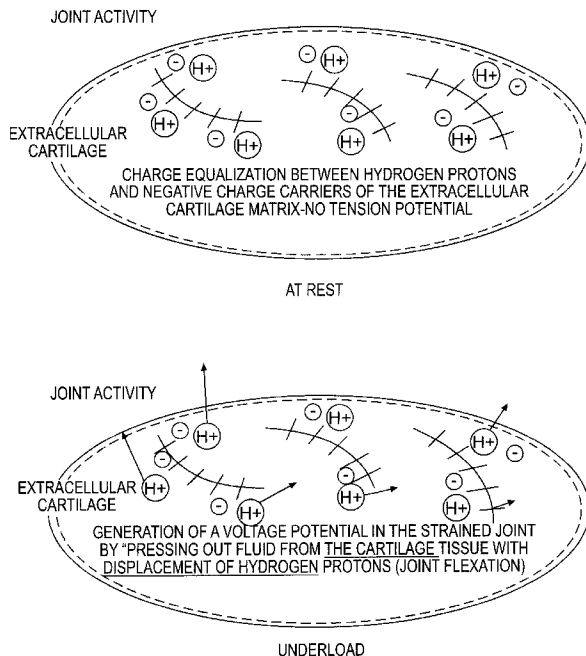 JOINT ACTIVITY
- H+ - H+ H+ -
- H+ - H+ - H+ - H+
EXTRACELLULAR
CARTILAGE
CHARGE EQUALIZATION BETWEEN HYDROGEN PROTONS
AND NEGATIVE CHARGE CARRIERS OF THE EXTRACELLULAR
CARTILAGE MATRIX-NO TENSION POTENTIAL
AT REST
JOINT ACTIVITY
- H+ - H+ H+ -
- H+ - H+ - H+ - H+
EXTRACELLULAR
CARTILAGE
GENERATION OF A VOLTAGE POTENTIAL IN THE STRAINED JOINT
BY "PRESSING OUT FLUID FROM THE CARTILAGE TISSUE WITH
DISPLACEMENT OF HYDROGEN PROTONS (JOINT FLEXATION)
UNDERLOAD